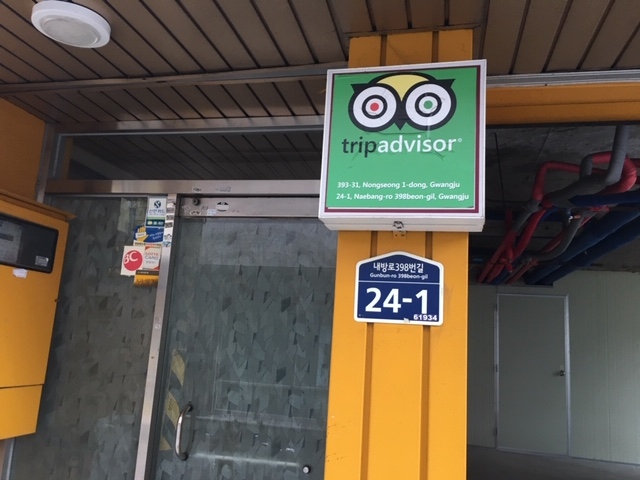 tripadvisor®
393-31, Nongseong 1-dong, Gwangju
24-1, Naebang-ro 398beon-gil, Gwangju
내방로398번길
Gunbun-ro 398beon-gil
24-1
61934
3C